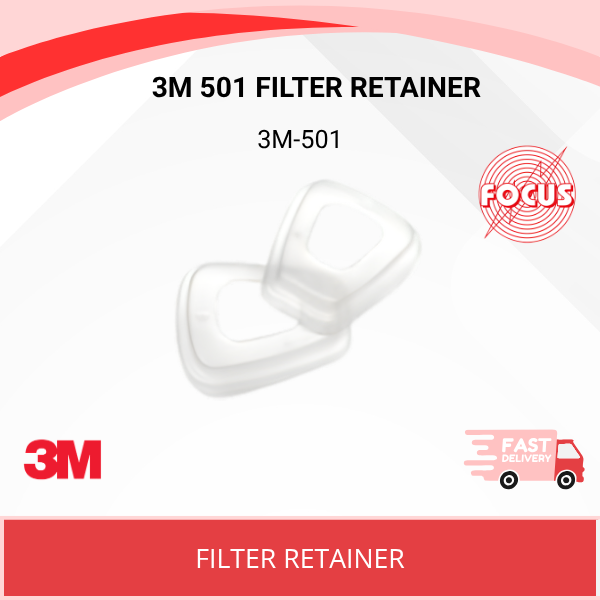 3M 501 FILTER RETAINER
3M-501
FOCUS
3M
FAST
DELIVERY
FILTER RETAINER